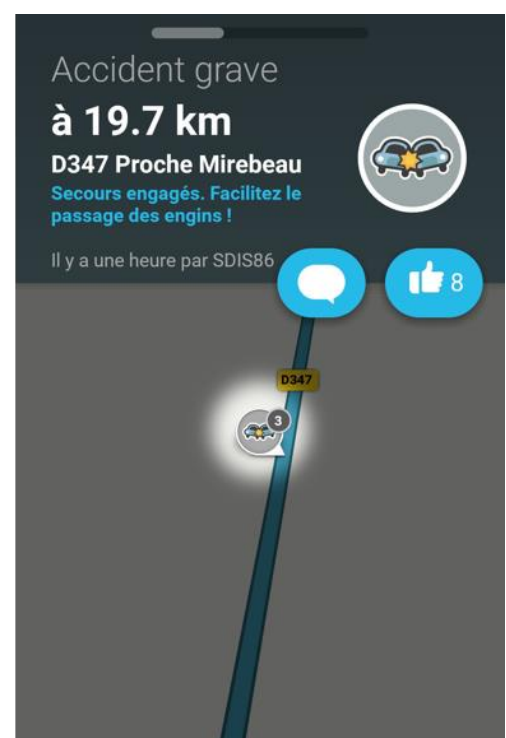 Accident grave
à 19.7 km
D347 Proche Mirebeau
Secours engagés. Facilitez le
passage des engins !
Il y a une heure par SDIS86
8
D347
3